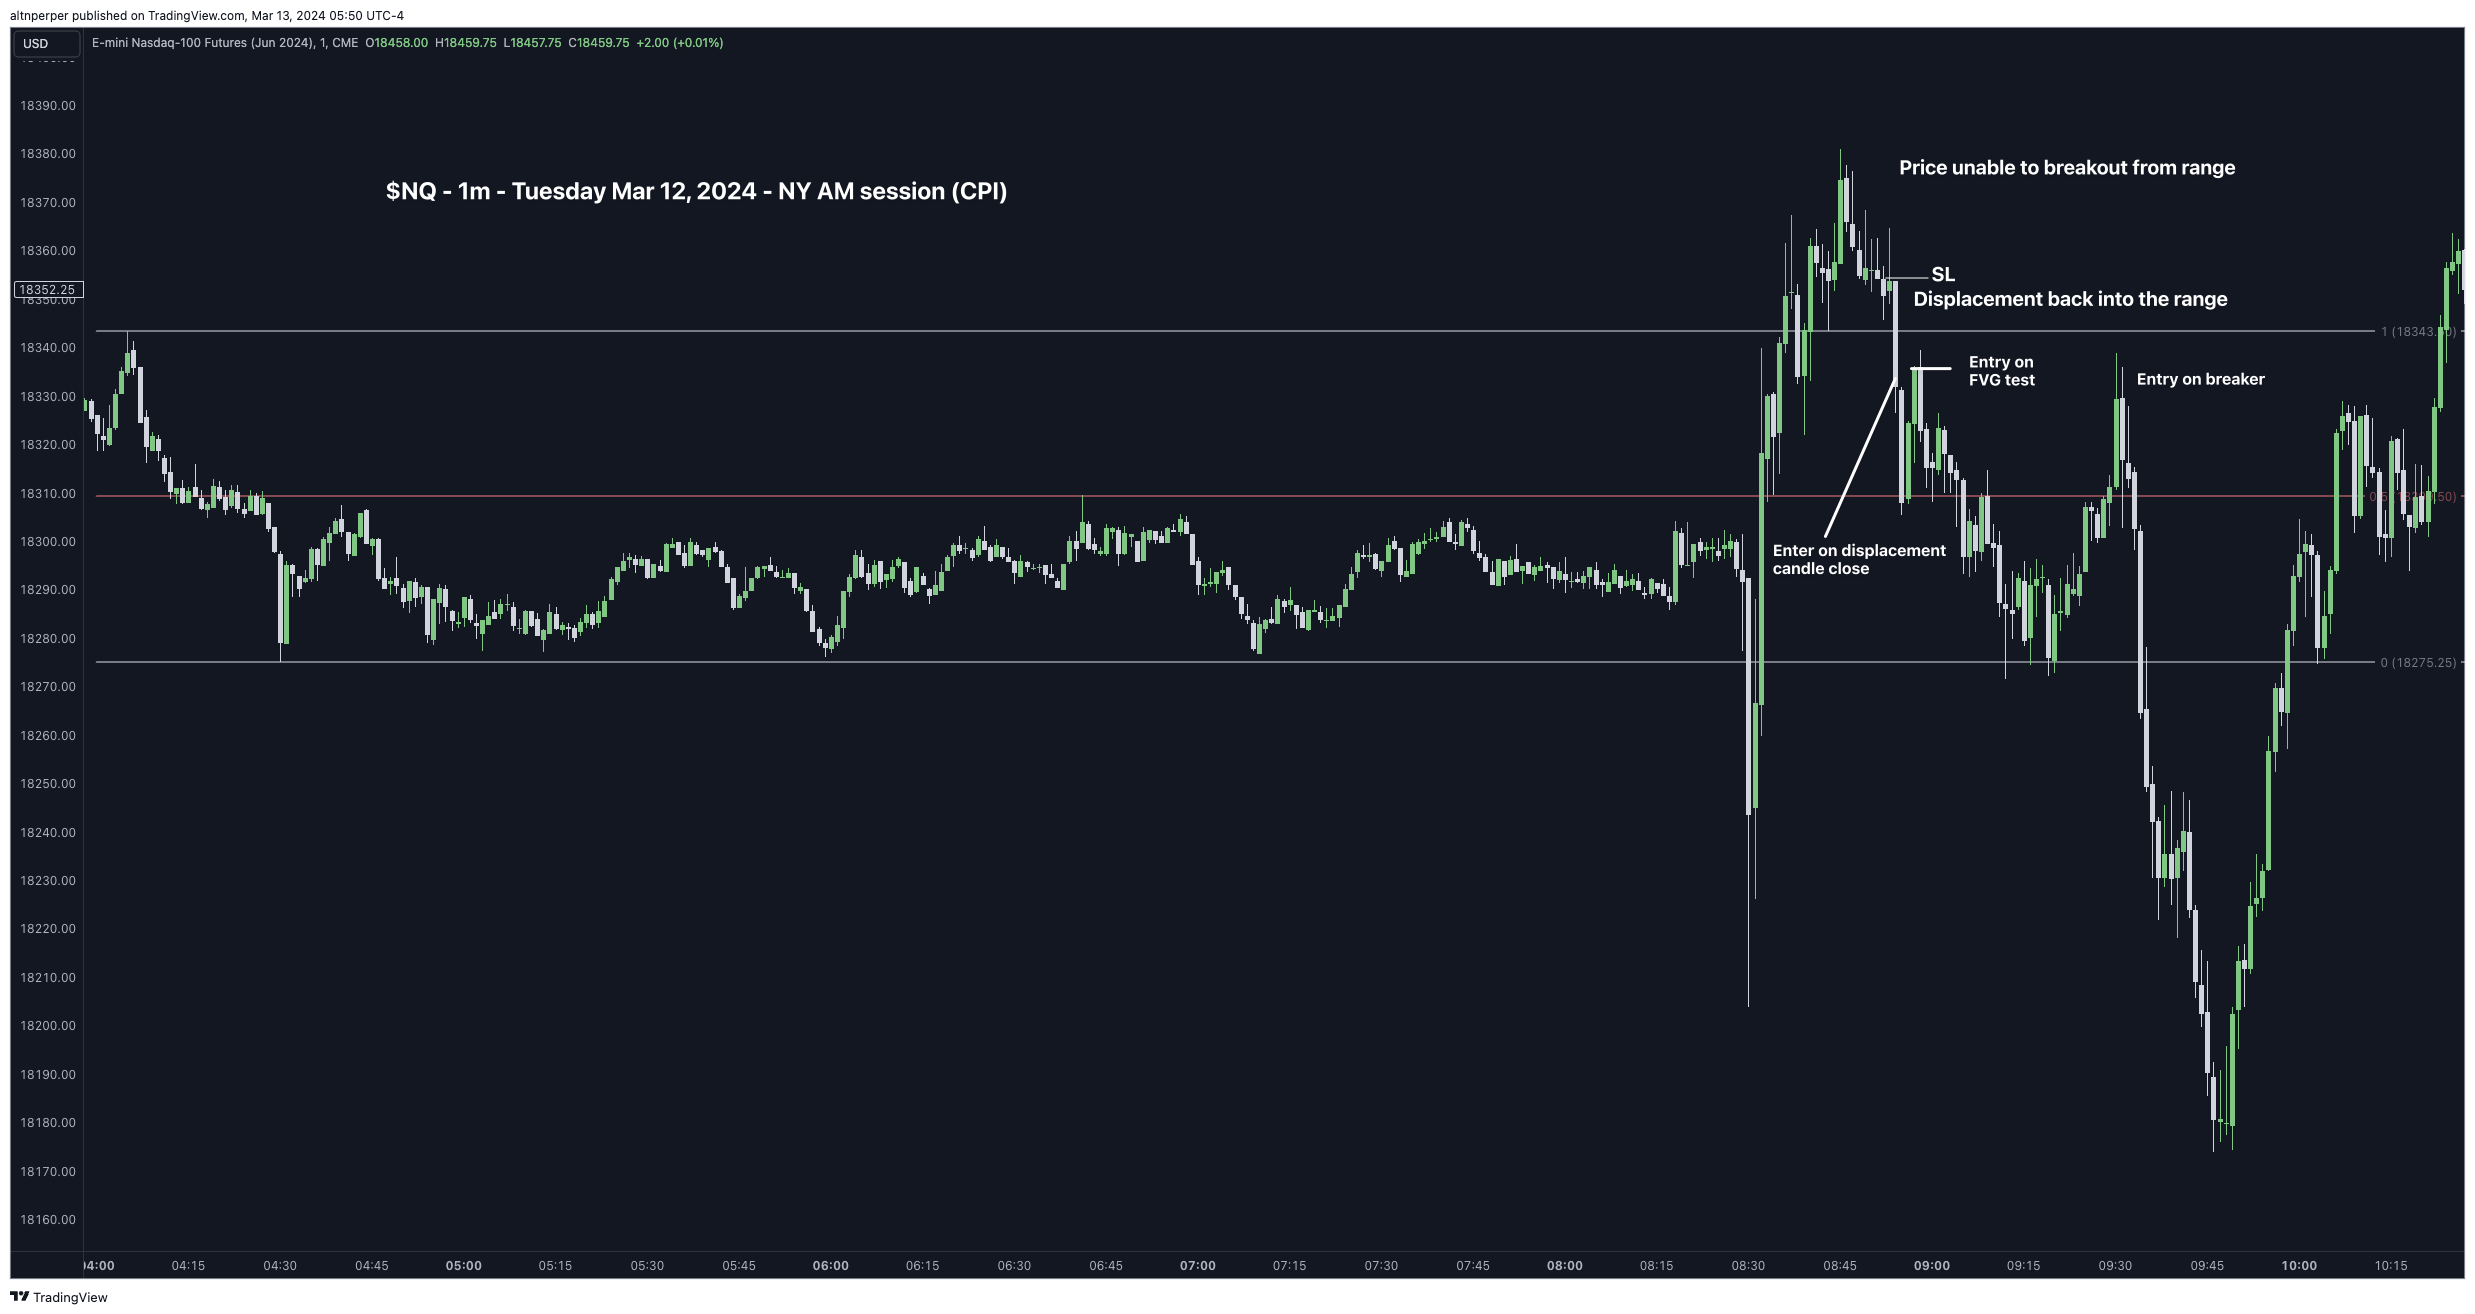 altnperper published on TradingView.com, Mar 13, 2024 05:50 UTC-4
USD
E-mini Nasdaq-100 Futures (Jun 2024), 1, CME O18458.00 H18459.75 L18457.75 C18459.75 +2.00 (+0.01%)
18390.00
18380.00
Price unable to breakout from range
$NQ - 1m - Tuesday Mar 12, 2024 - NY AM session (CPI)
18370.00
18360.00
SL
18352.25
18350.00
Displacement back into the range
1 (18343.
18340.00
Entry on
FVG test
Entry on breaker
18330.00
18320.00
18310.00
18300.00
Enter on displacement
candle close
18290.00
18280.00
0 (18275.25)
18270.00
18260.00
18250.00
18240.00
18230.00
18220.00
18210.00
18200.00
18190.00
18180.00
18170.00
18160.00
04:00 04:15 04:30 04:45 05:00 05:15 05:30 05:45 06:00 06:15 06:30 06:45 07:00 07:15 07:30 07:45 08:00 08:15 08:30 08:45 09:00 09:15 09:30 09:45 10:00 10:15
TradingView